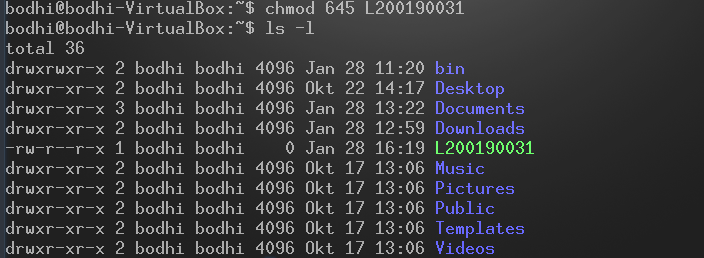 bodhi@bodhi-VirtualBox:~$ chmod 645 L200190031
bodhi@bodhi-VirtualBox:~$ ls -l
total 36
drwxrwxr-x 2 bodhi bodhi 4096 Jan 28 11:20 bin
drwxr-xr-x 2 bodhi bodhi 4096 Okt 22 14:17 Desktop
drwxr-xr-x 3 bodhi bodhi 4096 Jan 28 13:22 Documents
drwxr-xr-x 2 bodhi bodhi 4096 Jan 28 12:59 Downloads
-rw-r--r-x 1 bodhi bodhi    0 Jan 28 16:19 L200190031
drwxr-xr-x 2 bodhi bodhi 4096 Okt 17 13:06 Music
drwxr-xr-x 2 bodhi bodhi 4096 Okt 17 13:06 Pictures
drwxr-xr-x 2 bodhi bodhi 4096 Okt 17 13:06 Public
drwxr-xr-x 2 bodhi bodhi 4096 Okt 17 13:06 Templates
drwxr-xr-x 2 bodhi bodhi 4096 Okt 17 13:06 Videos